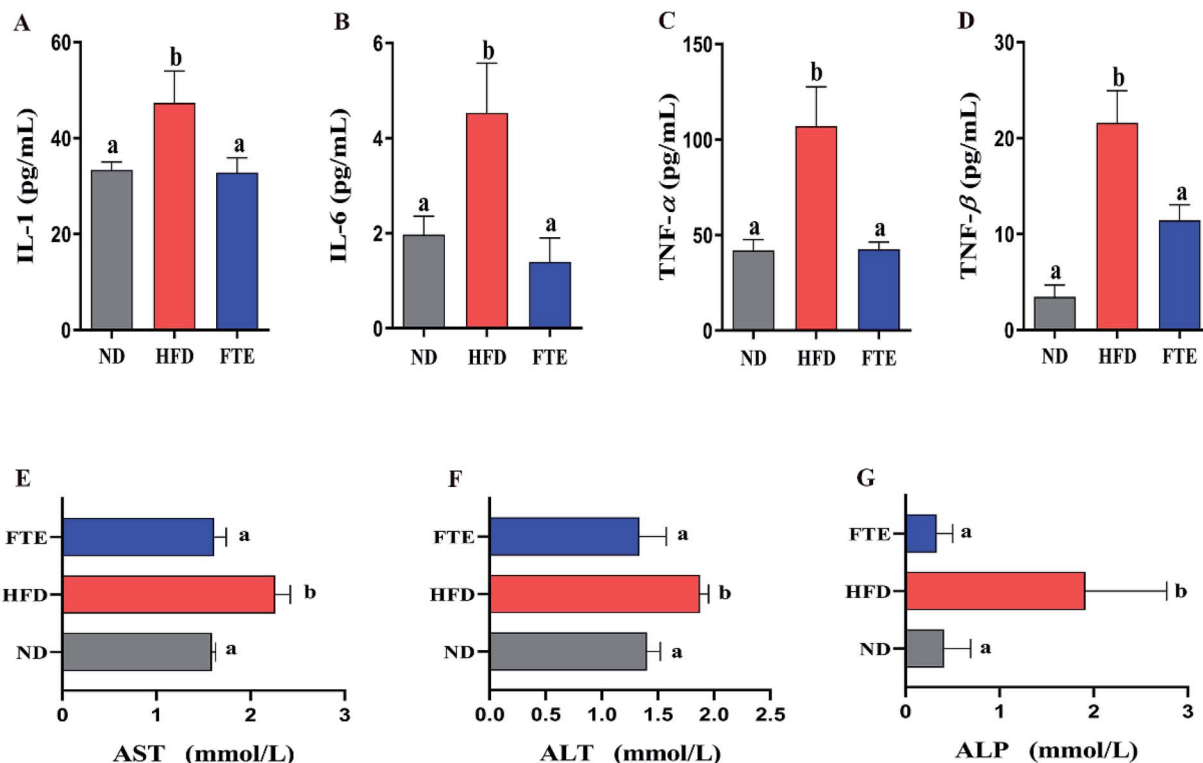 A
IL-1 (pg/mL)
60
40
20
0
a
b
a
ND HFD FTE
B
IL-6 (pg/mL)
6
4
2
0
a
b
a
ND HFD FTE
C
TNF-α (pg/mL)
150
100
50
0
a
b
a
ND HFD FTE
D
TNF-β (pg/mL)
30
20
10
0
a
b
a
ND HFD FTE
E
FTE a
HFD b
ND a
0 1 2 3
AST (mmol/L)
F
FTE a
HFD b
ND a
0.0 0.5 1.0 1.5 2.0 2.5
ALT (mmol/L)
G
FTE a
HFD b
ND a
0 1 2 3
ALP (mmol/L)